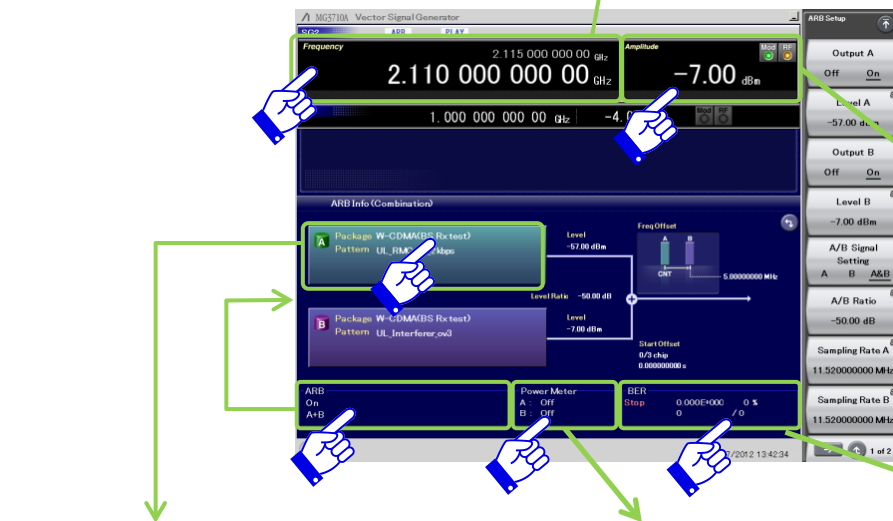 MG3710A Vector Signal Generator
SG2 ARB PLAY
Frequency
2.115 000 000 00 GHz
2.110 000 000 00 GHz
Amplitude
Mod RF
-7.00 dBm
1.000 000 000 00 GHz
-4.
Mod RF
ARB Info (Combination)
A
Package W-CDMA(BS Rx test)
Pattern
B
Package W-CDMA(BS Rx test)
Pattern UL_Interferer_ov3
Level
-57.00 dBm
Level Ratio -50.00 dB
Level
-7.00 dBm
Freq Offset
A B
CNT
5.00000000 MHz
Start Offset
0/3 chip
0.000000000 s
ARB
On
A+B
Power Meter
A : Off
B : Off
BER
Stop 0.000E+000 0 %
0 / 0
/2012 13:42:34
ARB Setup
Output A
Off On
Level A
-57.00 dBm
Output B
Off On
Level B
-7.00 dBm
A/B Signal
Setting
A B A&B
A/B Ratio
-50.00 dB
Sampling Rate A
11.520000000 MHz
Sampling Rate B
11.520000000 MHz
1 of 2